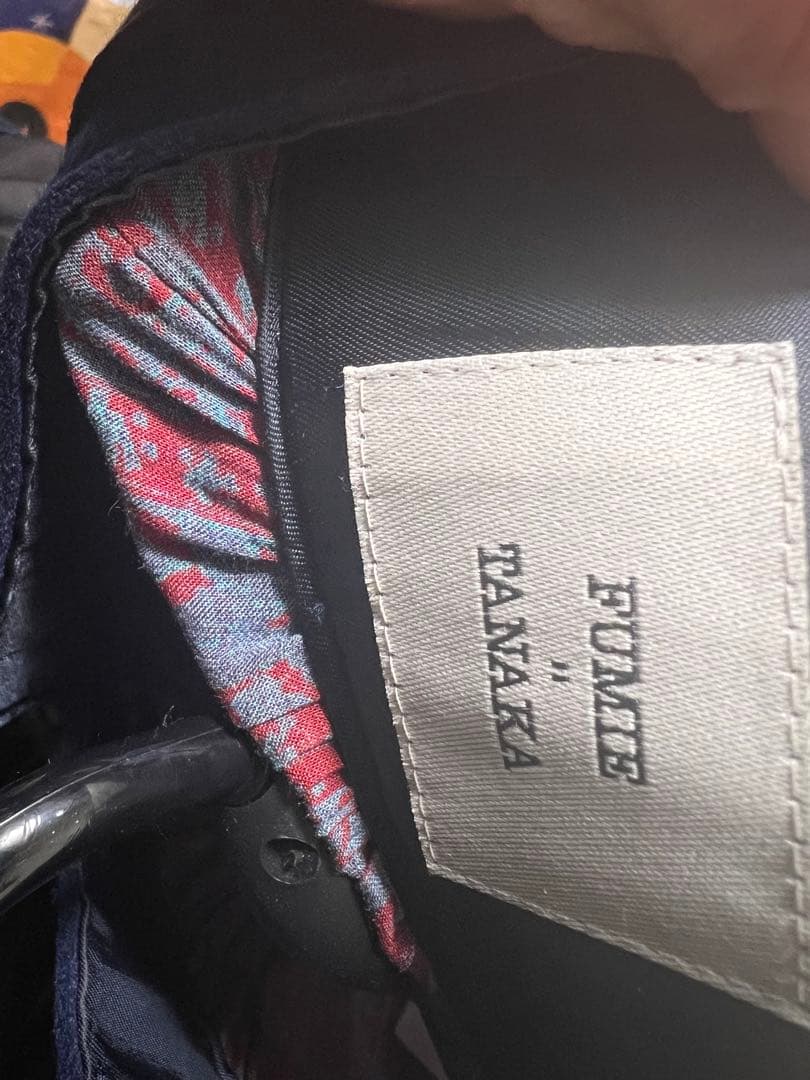 FUMIE
=
TANAKA